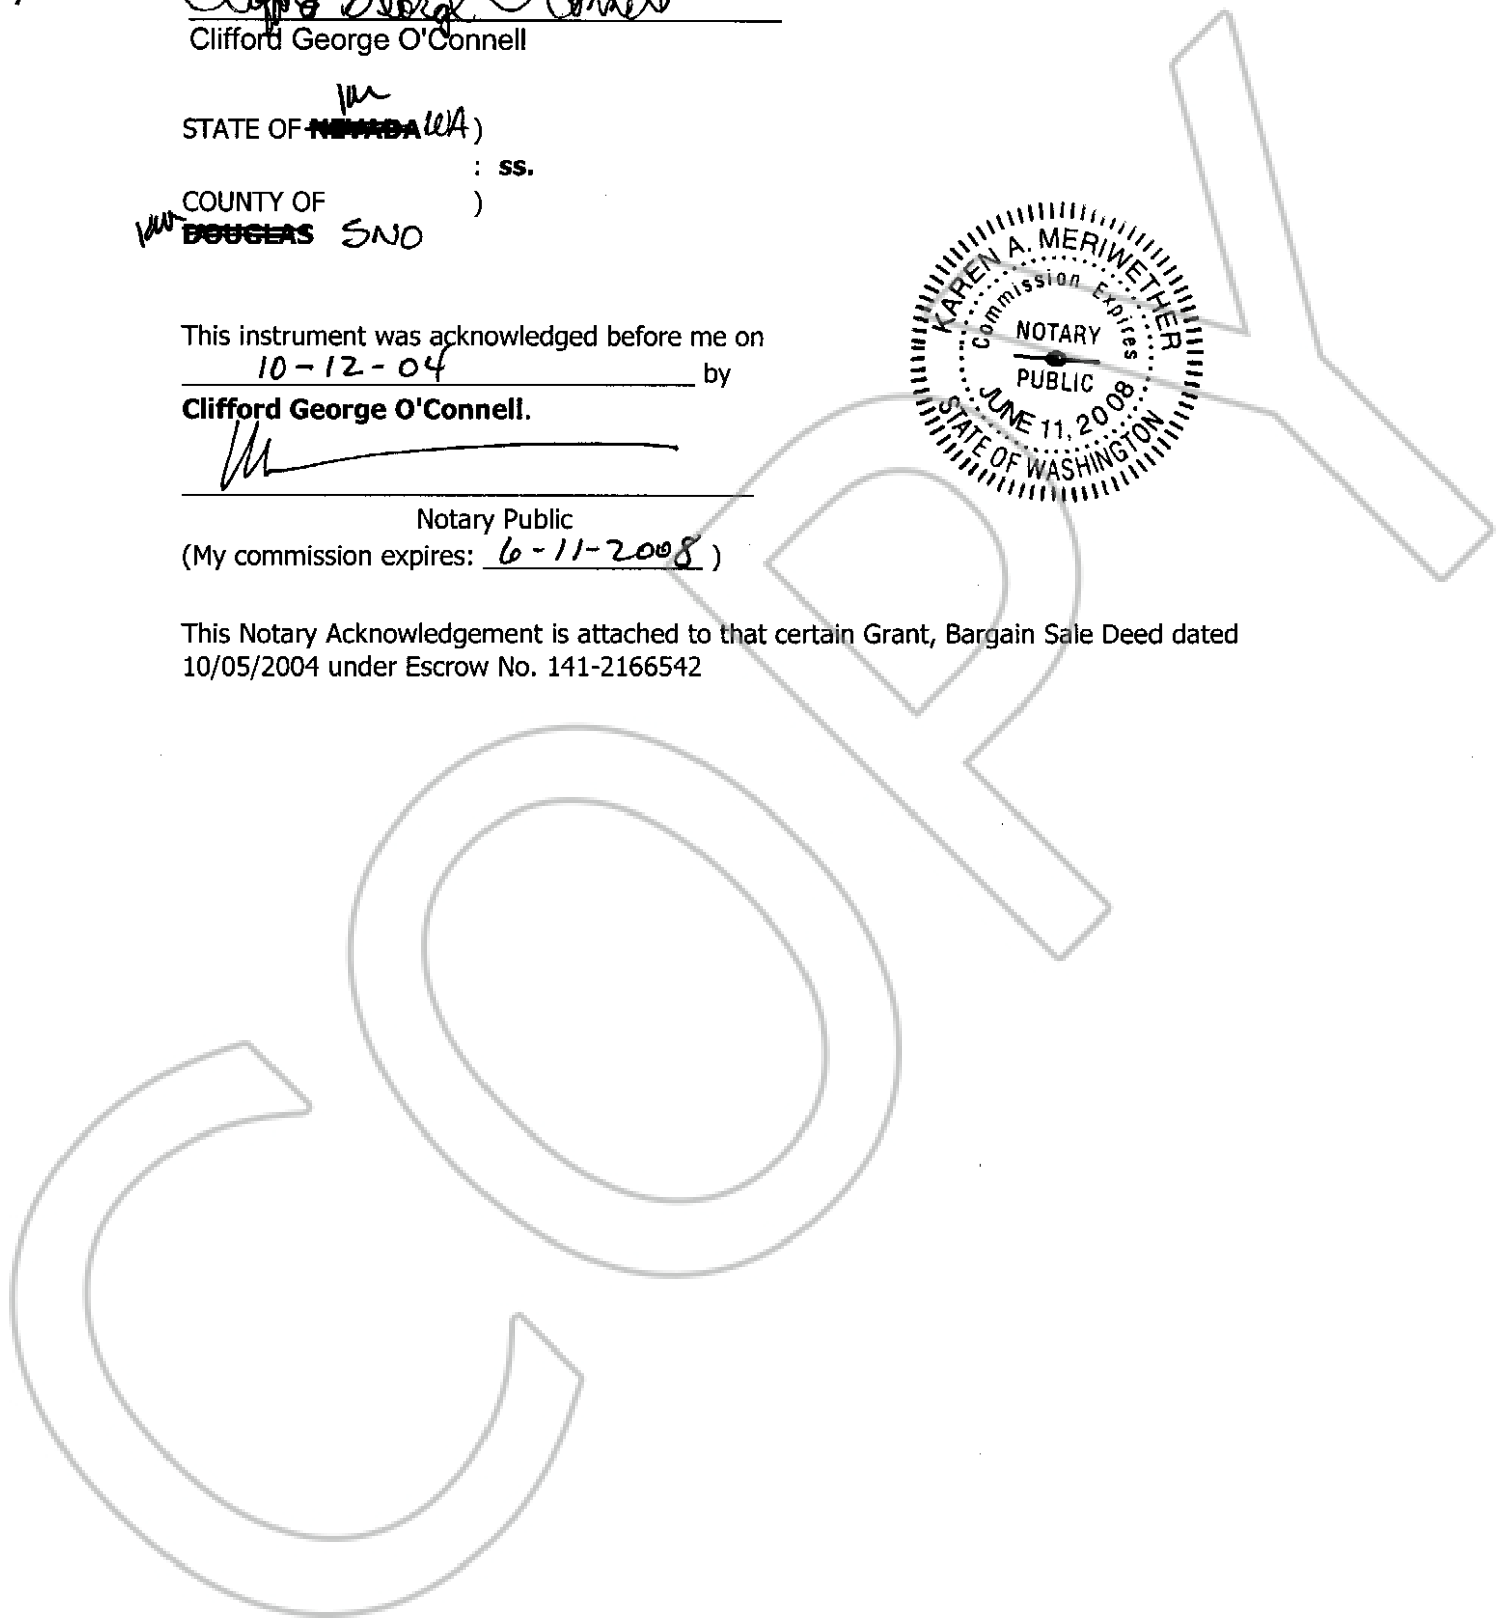 Clifford George O'Connell
Clifford George O'Connell
STATE OF NEVADA WA )
: ss.
COUNTY OF )
DOUGLAS SNO
This instrument was acknowledged before me on
10-12-04 by
Clifford George O'Connell.
Notary Public
(My commission expires: 6-11-2008 )
KAREN A. MERIWETHER
Commission Expires
NOTARY
PUBLIC
JUNE 11, 2008
STATE OF WASHINGTON
This Notary Acknowledgement is attached to that certain Grant, Bargain Sale Deed dated
10/05/2004 under Escrow No. 141-2166542
COPY